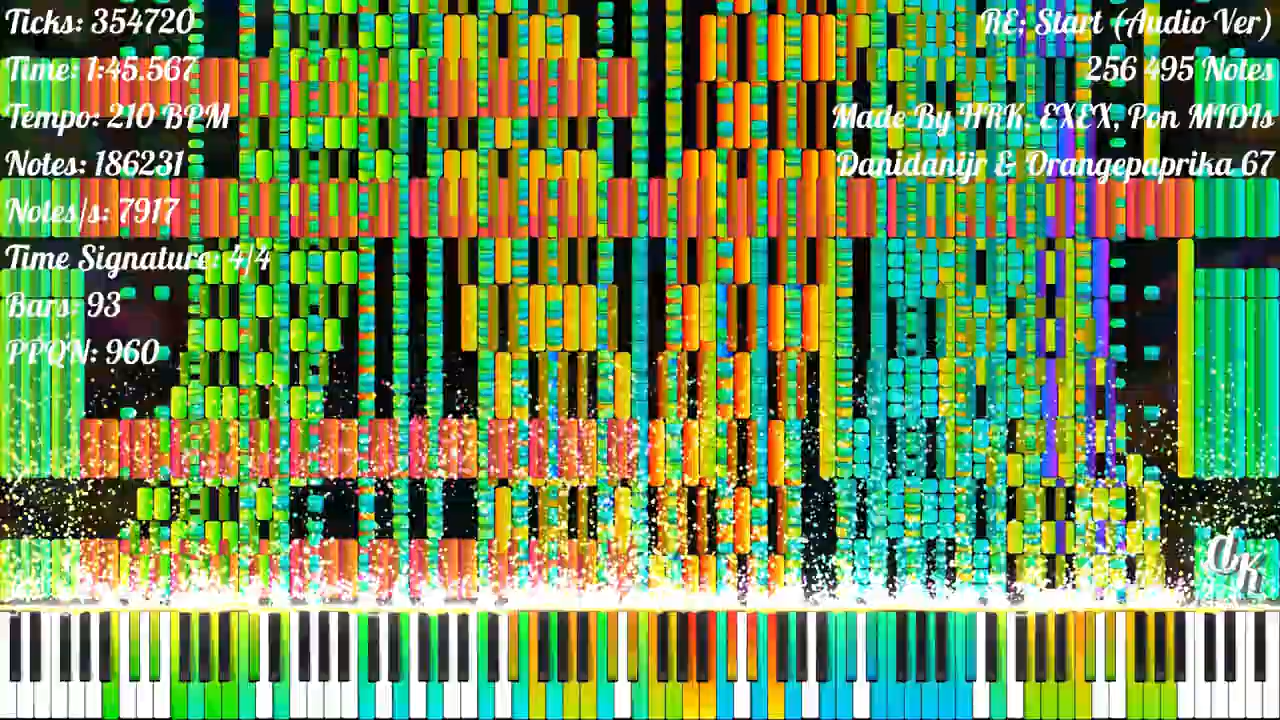 Ticks: 354720
Time: 1:45.567
Tempo: 210 BPM
Notes: 186231
Notes/s: 7917
Time Signature: 4/4
Bars: 93
PPQN: 960
RE; Start (Audio Ver)
256 495 Notes
Made By HRK, EXEX, Pon MIDIs
Danidanijr & Orangepaprika 67
dK